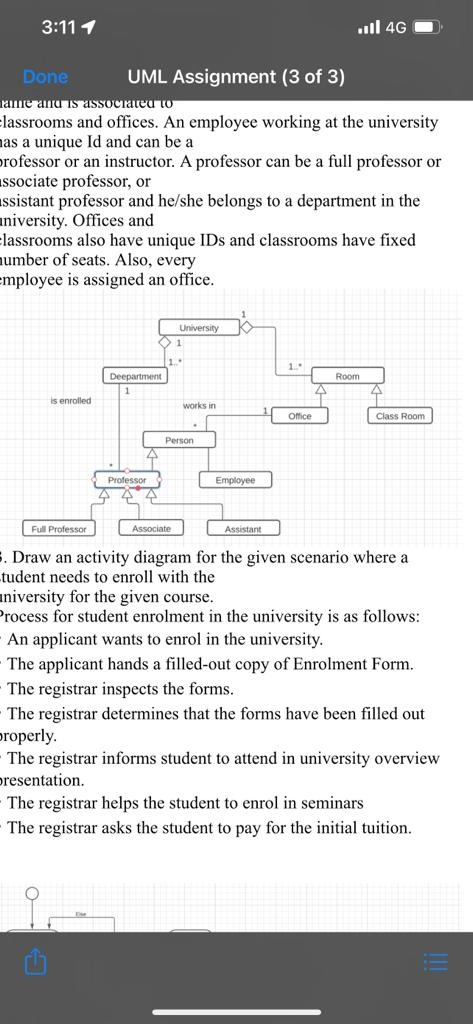 3:11
4G
Done
UML Assignment (3 of 3)
name and is associated to
classrooms and offices. An employee working at the university
has a unique Id and can be a
professor or an instructor. A professor can be a full professor or
associate professor, or
assistant professor and he/she belongs to a department in the
university. Offices and
classrooms also have unique IDs and classrooms have fixed
number of seats. Also, every
employee is assigned an office.
1
University
1
1..*
1..*
Deepartment
Room
1
is enrolled
works in
1
Office
Class Room
*
Person
*
Professor
Employee
Full Professor
Associate
Assistant
3. Draw an activity diagram for the given scenario where a
student needs to enroll with the
university for the given course.
Process for student enrolment in the university is as follows:
· An applicant wants to enrol in the university.
· The applicant hands a filled-out copy of Enrolment Form.
· The registrar inspects the forms.
· The registrar determines that the forms have been filled out
properly.
· The registrar informs student to attend in university overview
presentation.
· The registrar helps the student to enrol in seminars
· The registrar asks the student to pay for the initial tuition.
Else